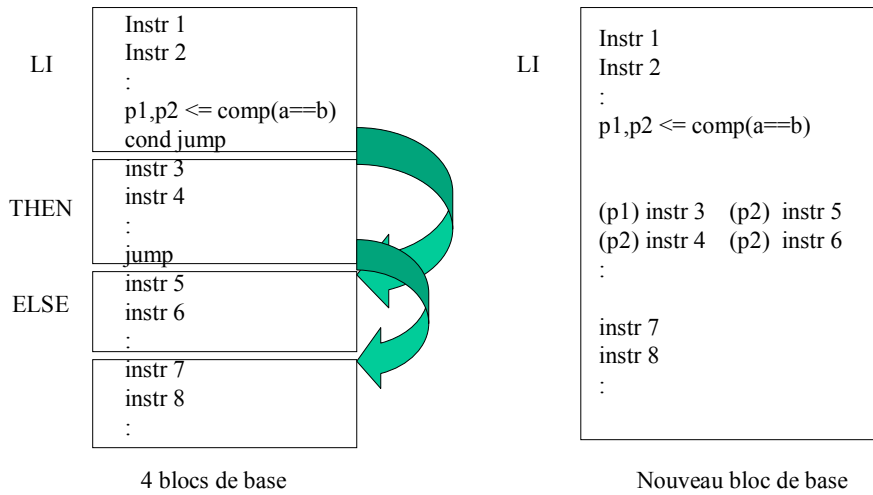 LI
Instr 1
Instr 2
:
p1,p2 <= comp(a==b)
cond jump
THEN
instr 3
instr 4
:
jump
ELSE
instr 5
instr 6
:
instr 7
instr 8
:
4 blocs de base
LI
Instr 1
Instr 2
:
p1,p2 <= comp(a==b)
(p1) instr 3 (p2) instr 5
(p2) instr 4 (p2) instr 6
:
instr 7
instr 8
:
Nouveau bloc de base